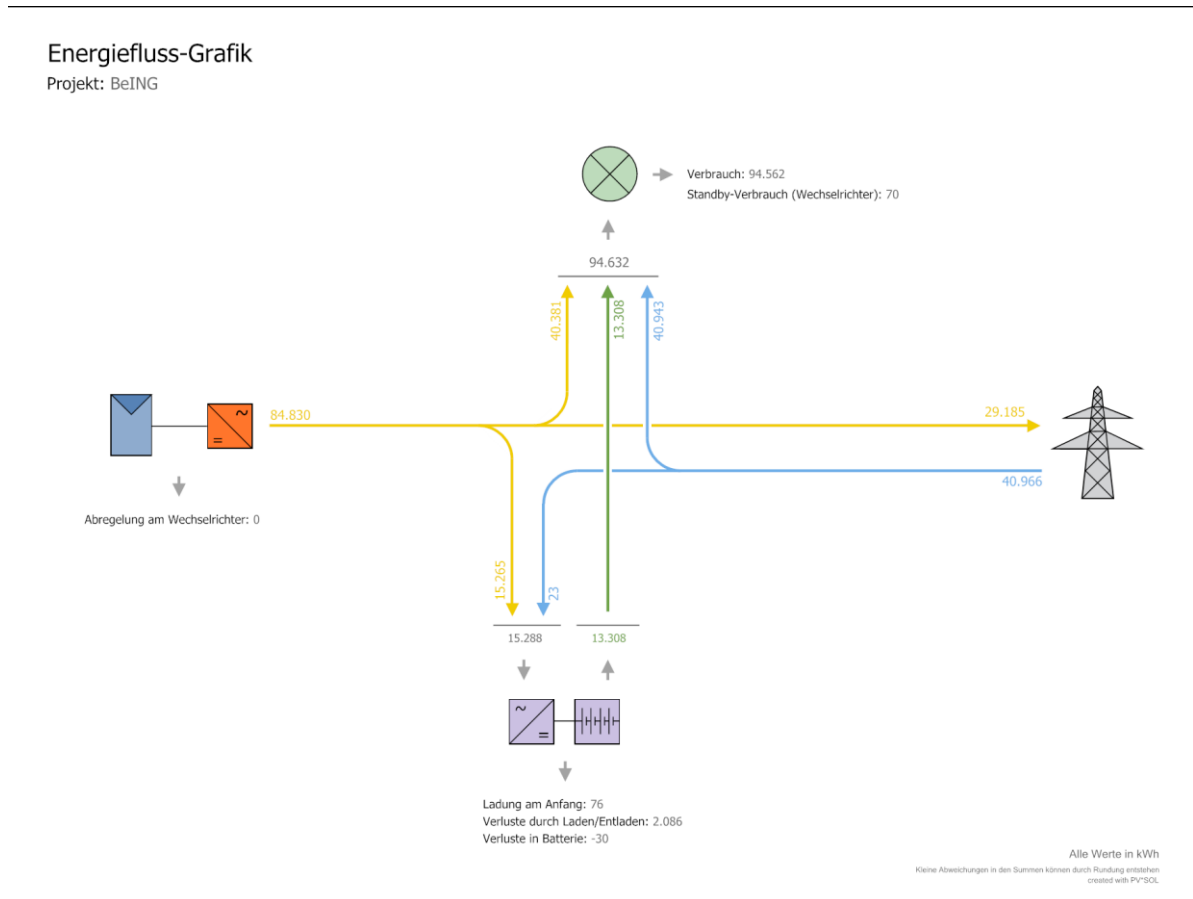 Energiefluss-Grafik
Projekt: BeING
Verbrauch: 94.562
Standby-Verbrauch (Wechselrichter): 70
94.632
40.381
13.308
40.943
84.830
29.185
40.966
Abregelung am Wechselrichter: 0
15.265
23
15.288
13.308
Ladung am Anfang: 76
Verluste durch Laden/Entladen: 2.086
Verluste in Batterie: -30
Alle Werte in kWh
Kleine Abweichungen in den Summen können durch Rundung entstehen
created with PV*SOL